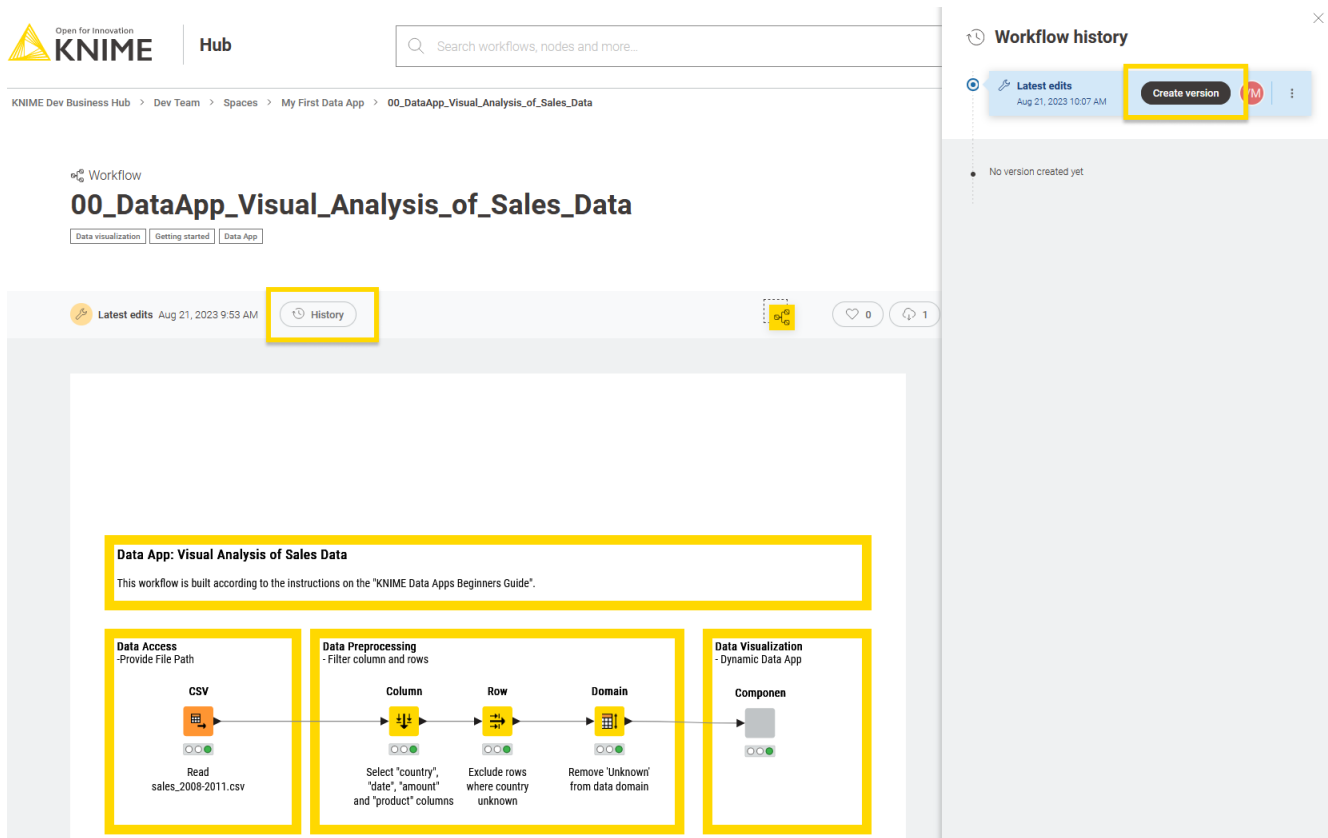 Open for Innovation
KNIME
Hub
Search workflows, nodes and more...
KNIME Dev Business Hub > Dev Team > Spaces > My First Data App > 00_DataApp_Visual_Analysis_of_Sales_Data
Workflow
00_DataApp_Visual_Analysis_of_Sales_Data
Data visualization
Getting started
Data App
Latest edits Aug 21, 2023 9:53 AM
History
0
1
Data App: Visual Analysis of Sales Data
This workflow is built according to the instructions on the "KNIME Data Apps Beginners Guide".
Data Access
-Provide File Path
CSV
Read
sales_2008-2011.csv
Data Preprocessing
- Filter column and rows
Column
Select "country",
"date", "amount"
and "product" columns
Row
Exclude rows
where country
unknown
Domain
Remove 'Unknown'
from data domain
Data Visualization
- Dynamic Data App
Componen
Workflow history
Latest edits
Aug 21, 2023 10:07 AM
Create version
No version created yet